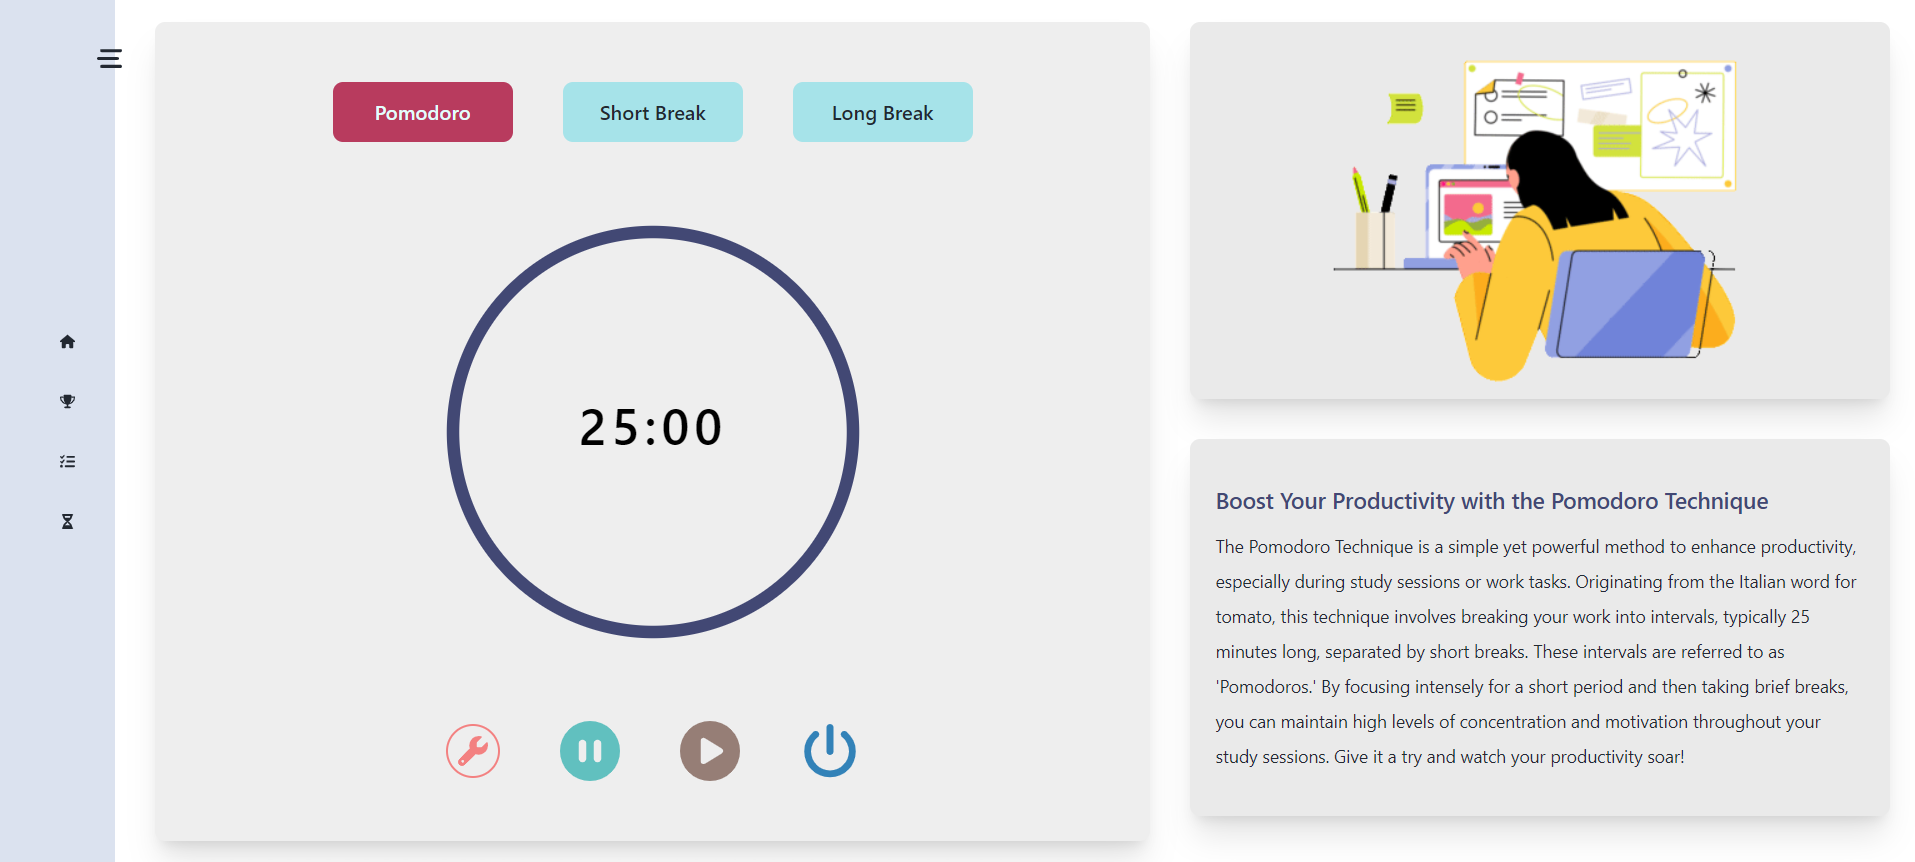 Pomodoro
Short Break
Long Break
25:00
Boost Your Productivity with the Pomodoro Technique
The Pomodoro Technique is a simple yet powerful method to enhance productivity,
especially during study sessions or work tasks. Originating from the Italian word for
tomato, this technique involves breaking your work into intervals, typically 25
minutes long, separated by short breaks. These intervals are referred to as
'Pomodoros.' By focusing intensely for a short period and then taking brief breaks,
you can maintain high levels of concentration and motivation throughout your
study sessions. Give it a try and watch your productivity soar!